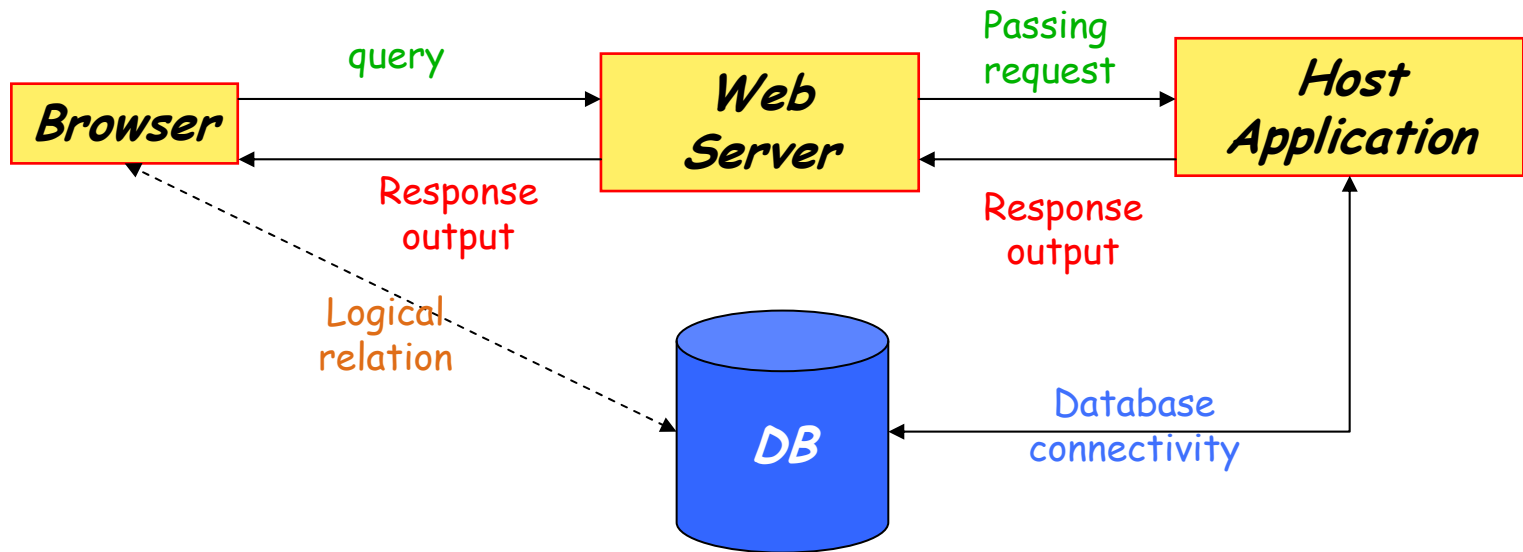 query
Passing
request
Browser
Web
Server
Host
Application
Response
output
Response
output
Logical
relation
DB
Database
connectivity